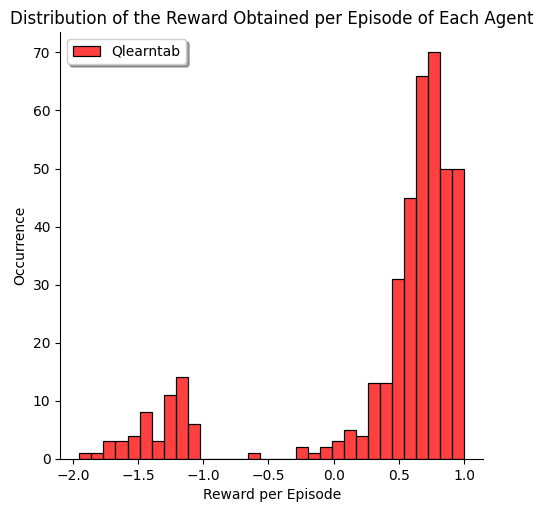 Distribution of the Reward Obtained per Episode of Each Agent
Qlearntab
70
60
50
40
30
20
10
0
Occurrence
−2.0 −1.5 −1.0 −0.5 0.0 0.5 1.0
Reward per Episode